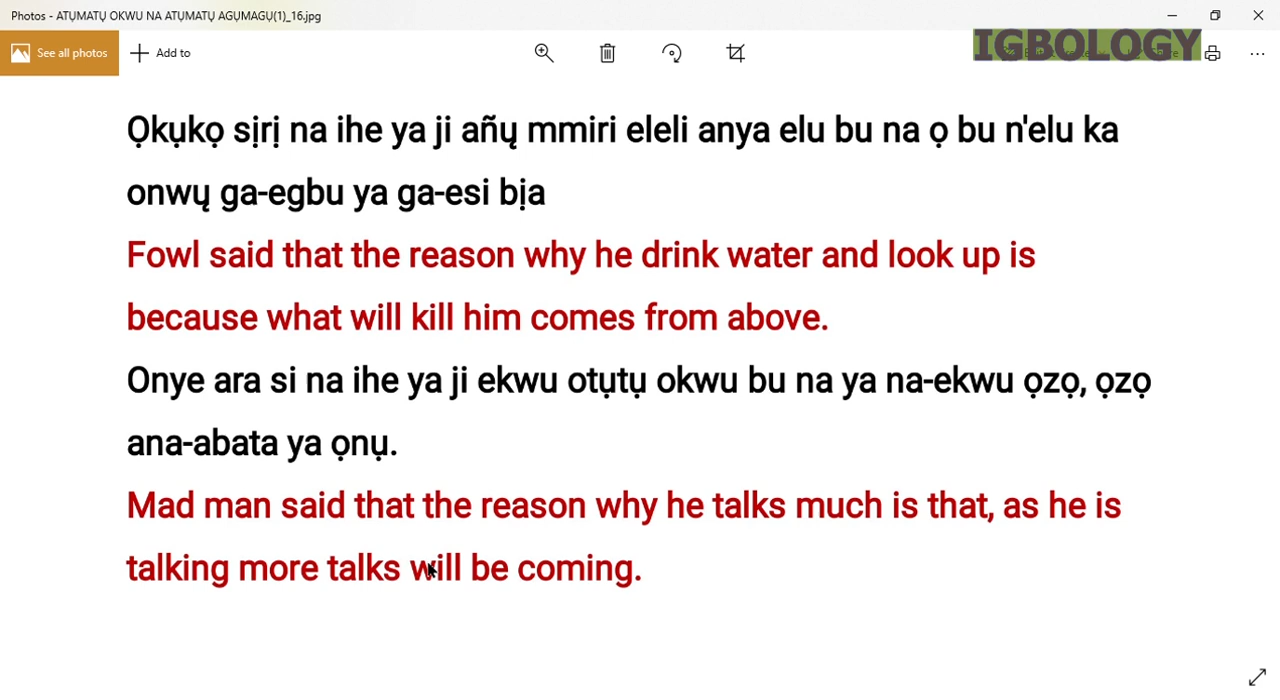 Photos - ATỤMATỤ OKWU NA ATỤMATỤ AGỤMAGỤ(1)_16.jpg
See all photos
Add to
IGBOLOGY
Ọkụkọ sịrị na ihe ya ji añụ mmiri eleli anya elu bu na ọ bu n'elu ka
onwụ ga-egbu ya ga-esi bịa
Fowl said that the reason why he drink water and look up is
because what will kill him comes from above.
Onye ara si na ihe ya ji ekwu otụtụ okwu bu na ya na-ekwu ọzọ, ọzọ
ana-abata ya ọnụ.
Mad man said that the reason why he talks much is that, as he is
talking more talks will be coming.